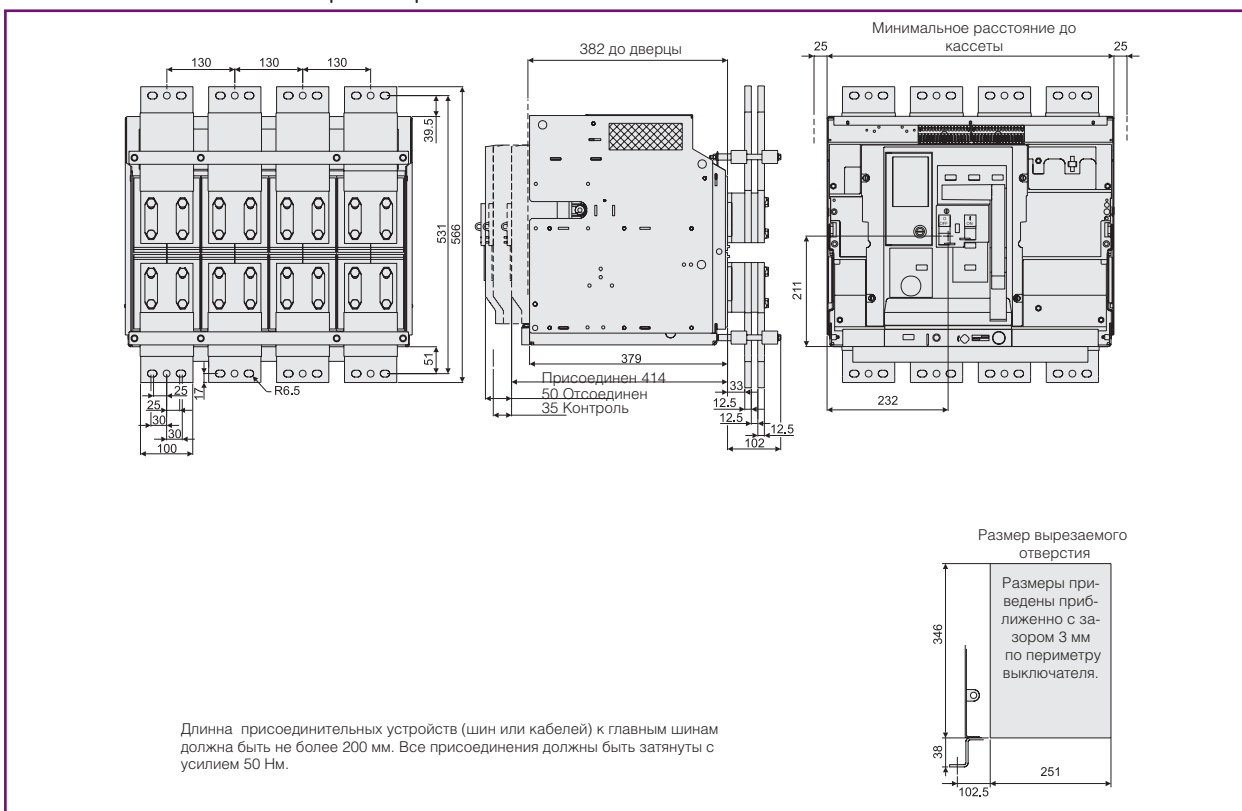 Минимальное расстояние до
кассеты
25
25
382 до дверцы
130
130
130
39.5
531
566
51
17
25
25
30
30
100
R6.5
379
Присоединен 414
50 Отсоединен
35 Контроль
33
12.5
12.5
12.5
102
OFF
ON
211
232
Размер вырезаемого
отверстия
Размеры при-
ведены приб-
лиженно с за-
зором 3 мм
по периметру
выключателя.
346
38
102.5
251
Длинна присоединительных устройств (шин или кабелей) к главным шинам
должна быть не более 200 мм. Все присоединения должны быть затянуты с
усилием 50 Нм.